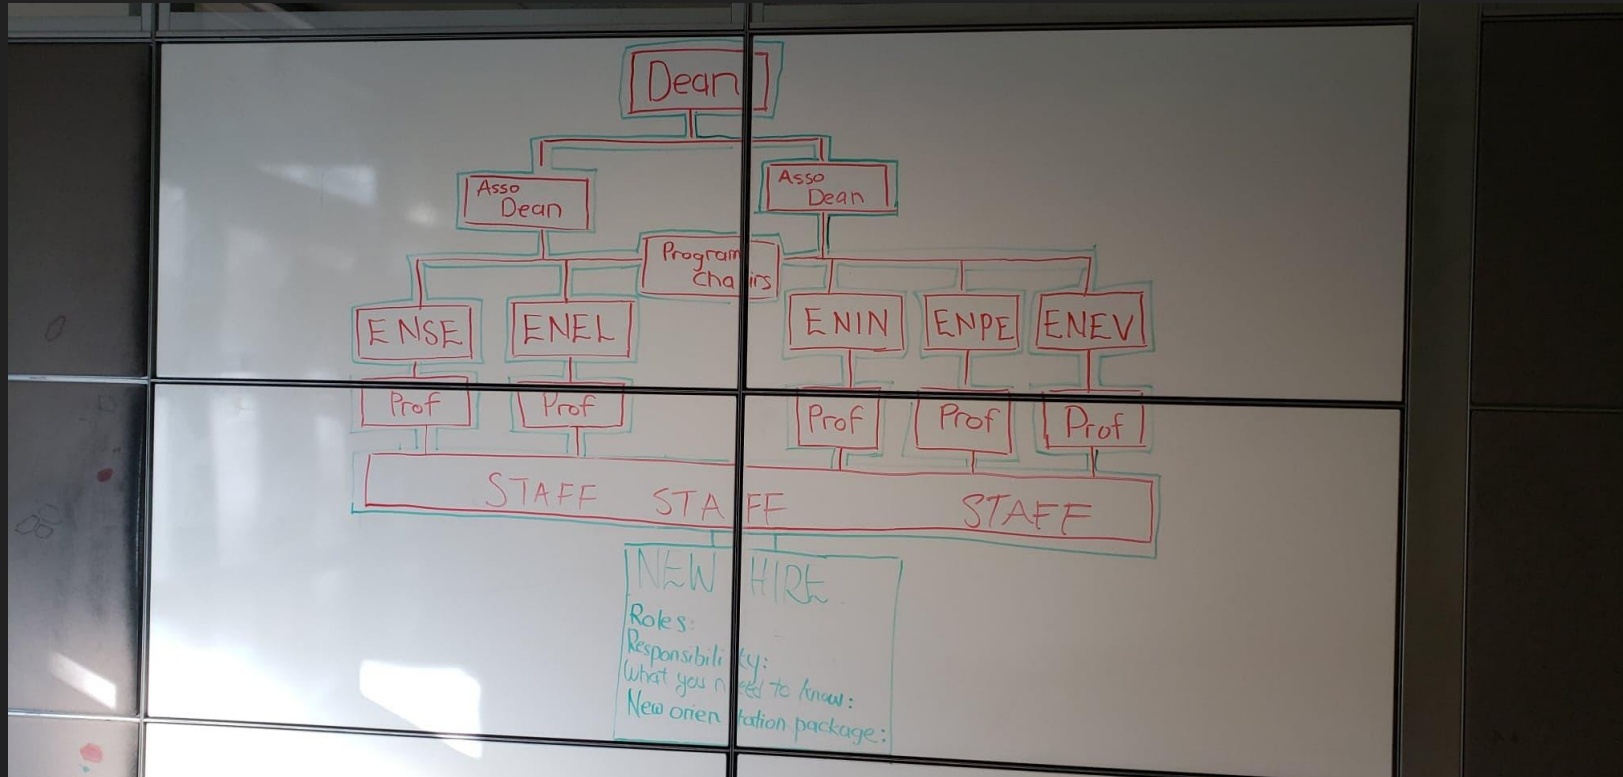 Dean
Asso
Dean
Asso
Dean
Program
Chairs
ENSE
ENEL
ENIN
ENPE
ENEV
Prof
Prof
Prof
Prof
Prof
STAFF STAFF STAFF
NEW HIRE
Roles:
Responsibility:
What you need to know:
New orientation package: